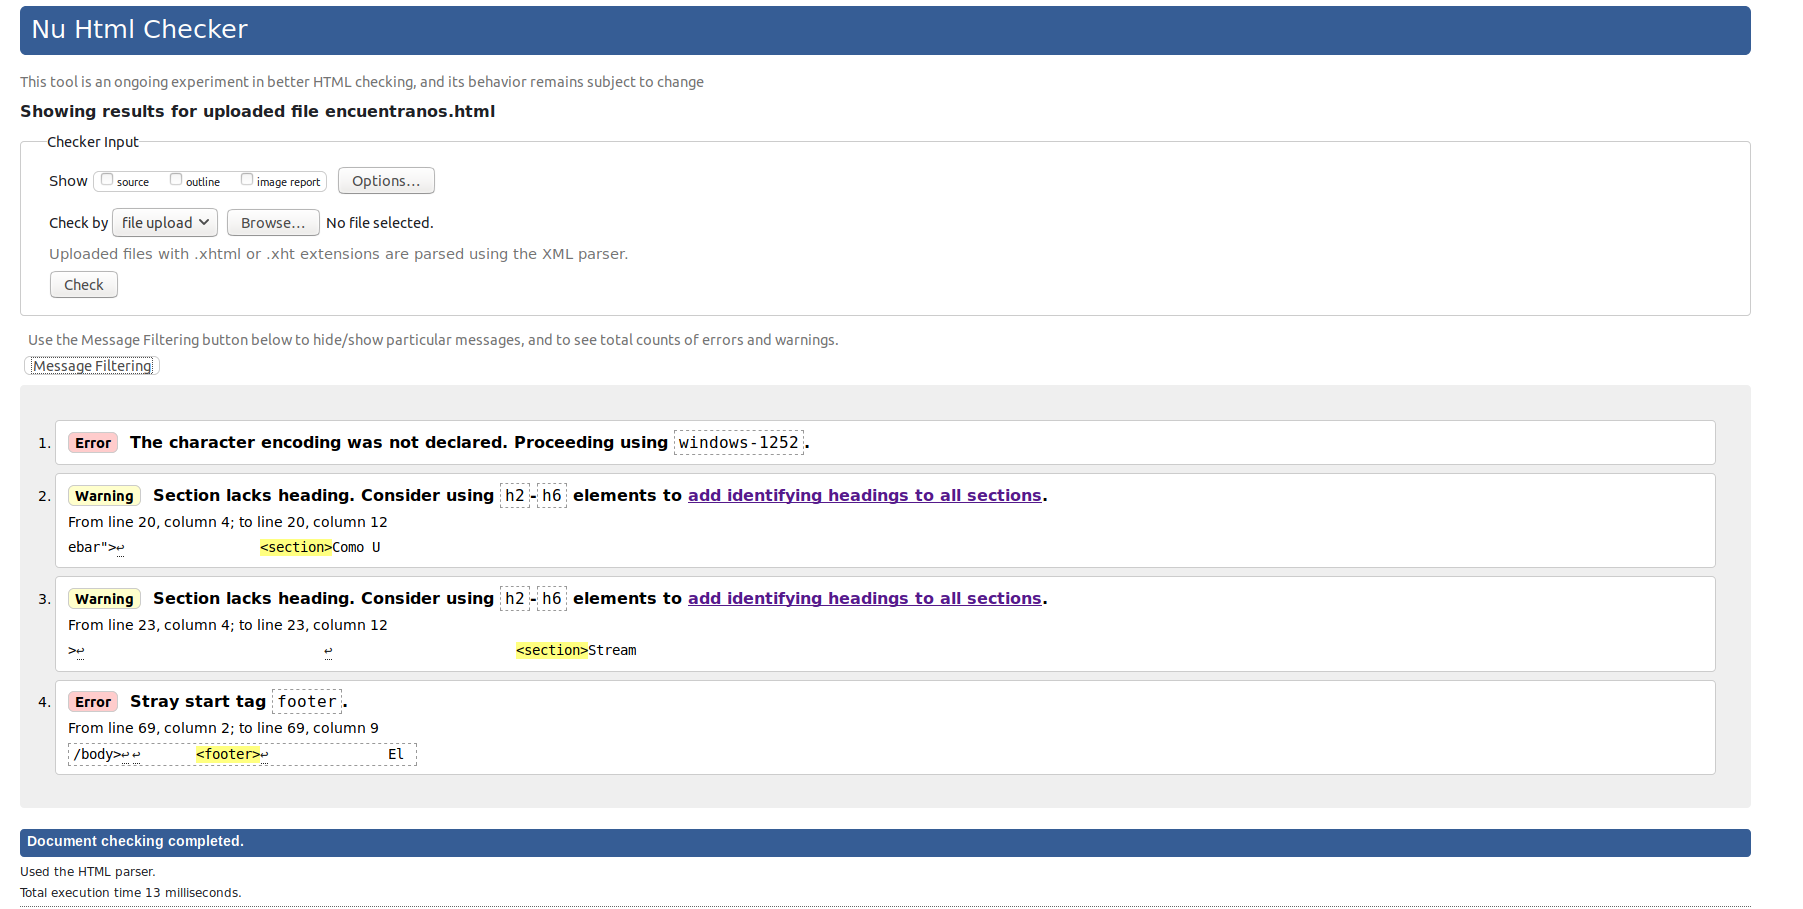 Nu Html Checker
This tool is an ongoing experiment in better HTML checking, and its behavior remains subject to change
Showing results for uploaded file encuentranos.html
Checker Input
Show source outline image report Options...
Check by file upload Browse... No file selected.
Uploaded files with .xhtml or .xht extensions are parsed using the XML parser.
Check
Use the Message Filtering button below to hide/show particular messages, and to see total counts of errors and warnings.
Message Filtering
1. Error The character encoding was not declared. Proceeding using windows-1252.
2. Warning Section lacks heading. Consider using h2-h6 elements to add identifying headings to all sections.
From line 20, column 4; to line 20, column 12
ebar">↩ <section>Como U
3. Warning Section lacks heading. Consider using h2-h6 elements to add identifying headings to all sections.
From line 23, column 4; to line 23, column 12
>↩ ↩ <section>Stream
4. Error Stray start tag footer.
From line 69, column 2; to line 69, column 9
/body>↩↩ <footer>↩ El
Document checking completed.
Used the HTML parser.
Total execution time 13 milliseconds.